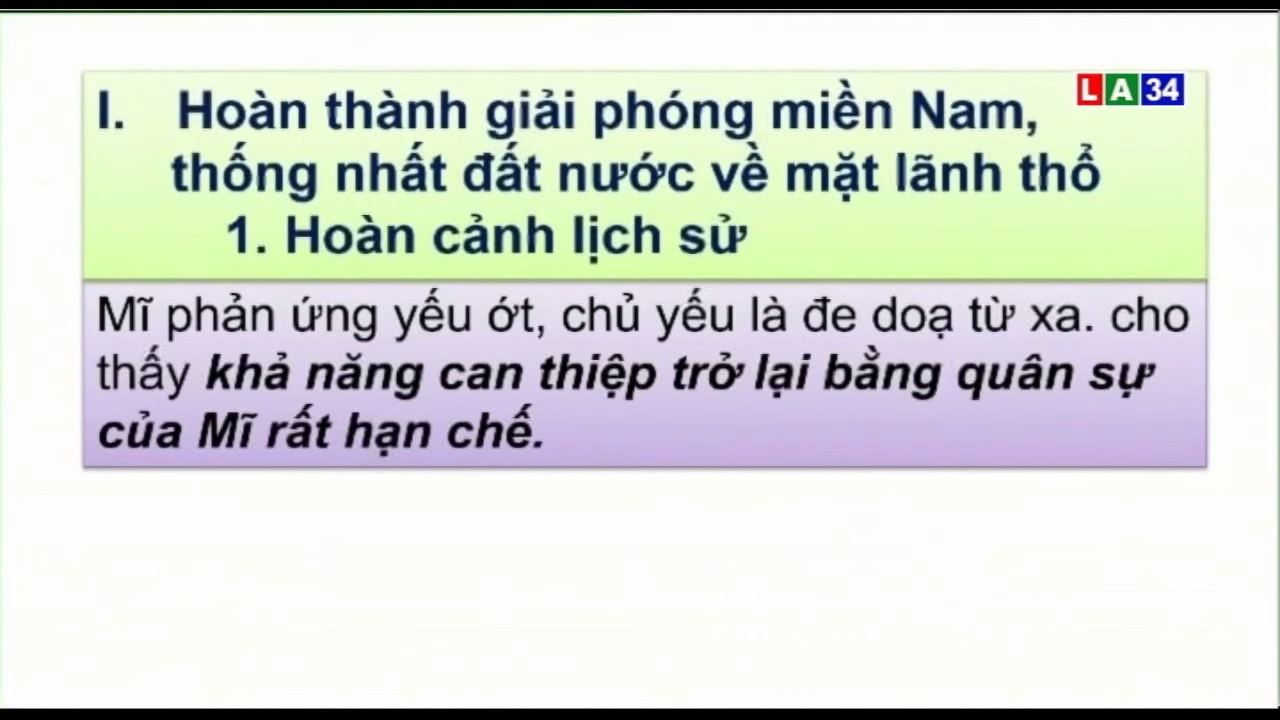 LA34
I. Hoàn thành giải phóng miền Nam,
thống nhất đất nước về mặt lãnh thổ
1. Hoàn cảnh lịch sử
Mĩ phản ứng yếu ớt, chủ yếu là đe doạ từ xa. cho
thấy khả năng can thiệp trở lại bằng quân sự
của Mĩ rất hạn chế.